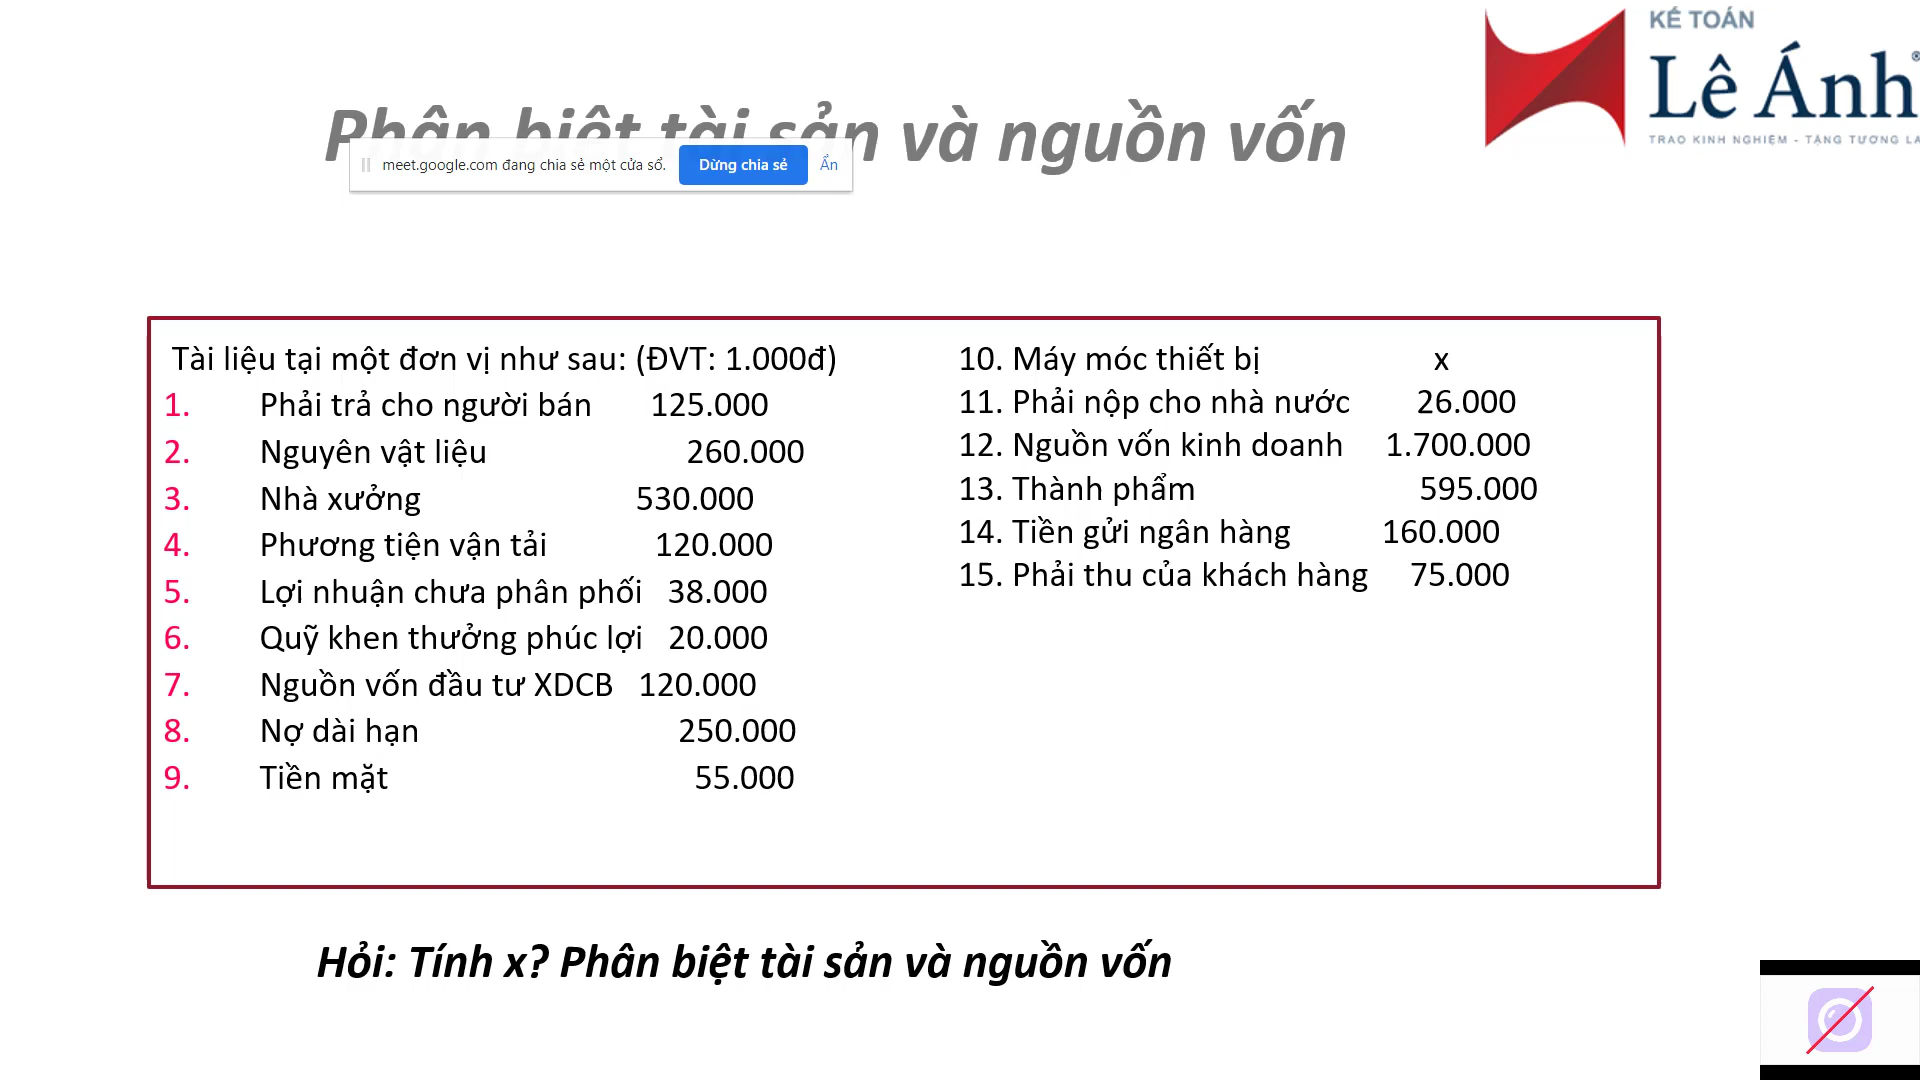 KẾ TOÁN
Lê Ánh®
TRAO KINH NGHIỆM - TẶNG TƯƠNG LA
Phân biệt tài sản và nguồn vốn
meet.google.com đang chia sẻ một cửa sổ. Dừng chia sẻ Ẩn
Tài liệu tại một đơn vị như sau: (ĐVT: 1.000đ)
1. Phải trả cho người bán 125.000
2. Nguyên vật liệu 260.000
3. Nhà xưởng 530.000
4. Phương tiện vận tải 120.000
5. Lợi nhuận chưa phân phối 38.000
6. Quỹ khen thưởng phúc lợi 20.000
7. Nguồn vốn đầu tư XDCB 120.000
8. Nợ dài hạn 250.000
9. Tiền mặt 55.000
10. Máy móc thiết bị x
11. Phải nộp cho nhà nước 26.000
12. Nguồn vốn kinh doanh 1.700.000
13. Thành phẩm 595.000
14. Tiền gửi ngân hàng 160.000
15. Phải thu của khách hàng 75.000
Hỏi: Tính x? Phân biệt tài sản và nguồn vốn